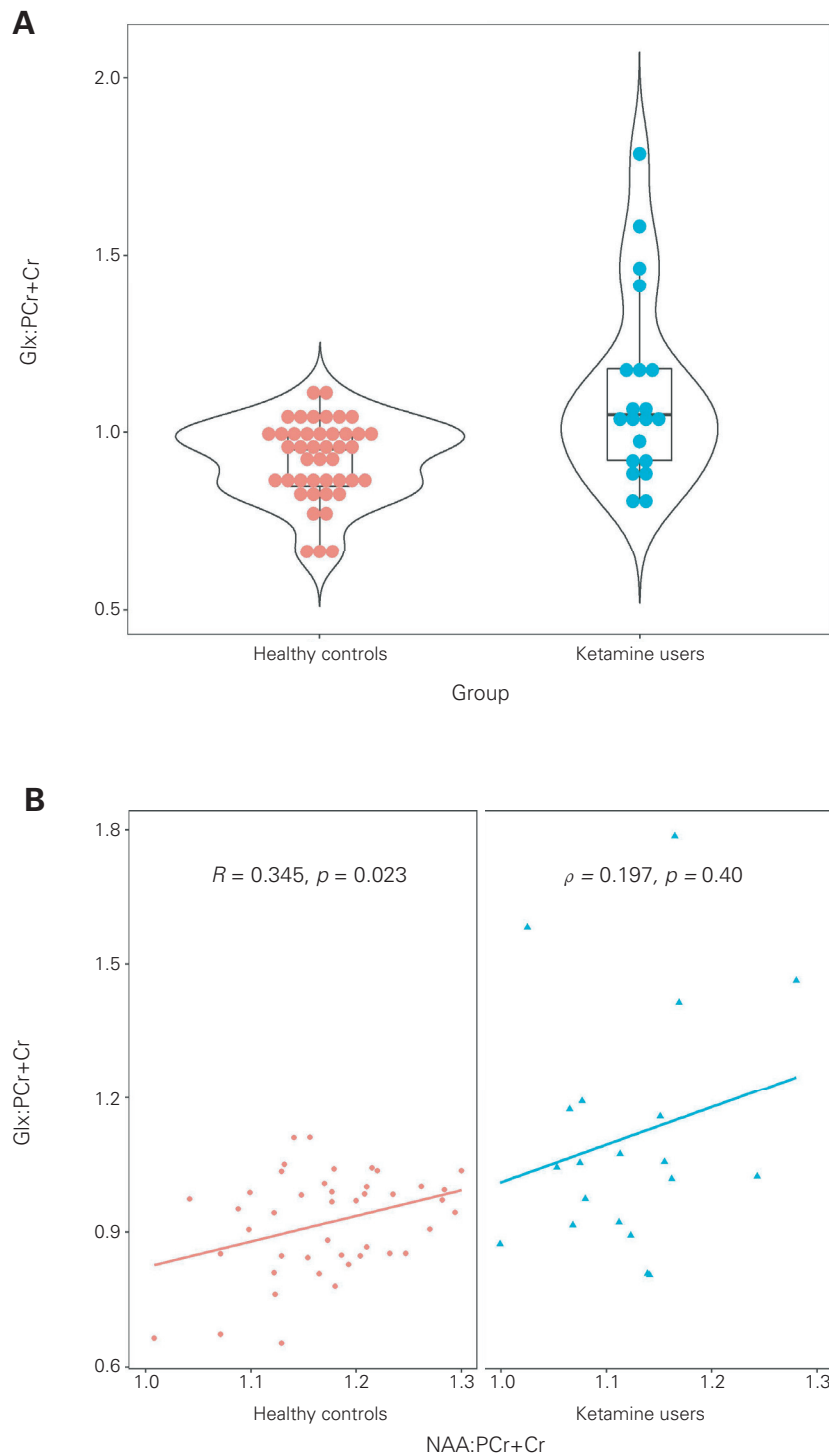 A
2.0
1.5
1.0
0.5
Glx:PCr+Cr
Healthy controls Ketamine users
Group
B
1.8
1.5
1.2
0.9
0.6
Glx:PCr+Cr
R = 0.345, p = 0.023
ρ = 0.197, p = 0.40
1.0 1.1 1.2 1.3 1.0 1.1 1.2 1.3
Healthy controls Ketamine users
NAA:PCr+Cr